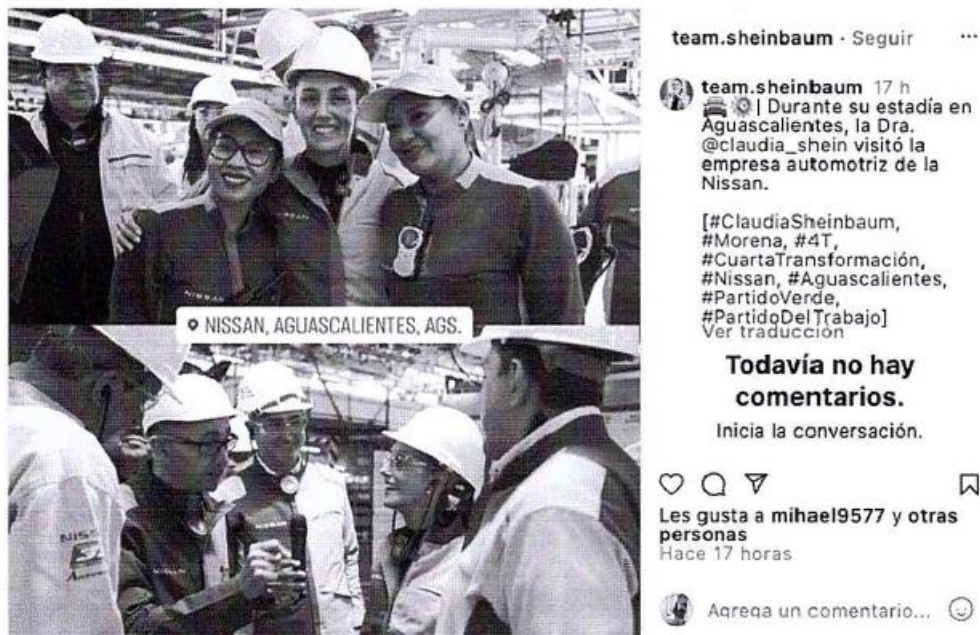 NISSAN
NISSAN
NISSAN, AGUASCALIENTES, AGS.
NISSAN
NISSAN
team.sheinbaum · Seguir
team.sheinbaum 17 h
🚘⚙️| Durante su estadía en
Aguascalientes, la Dra.
@claudia_shein visitó la
empresa automotriz de la
Nissan.
[#ClaudiaSheinbaum,
#Morena, #4T,
#CuartaTransformación,
#Nissan, #Aguascalientes,
#PartidoVerde,
#PartidoDelTrabajo]
Ver traducción
Todavía no hay
comentarios.
Inicia la conversación.
Les gusta a mihael9577 y otras
personas
Hace 17 horas
Agrega un comentario...